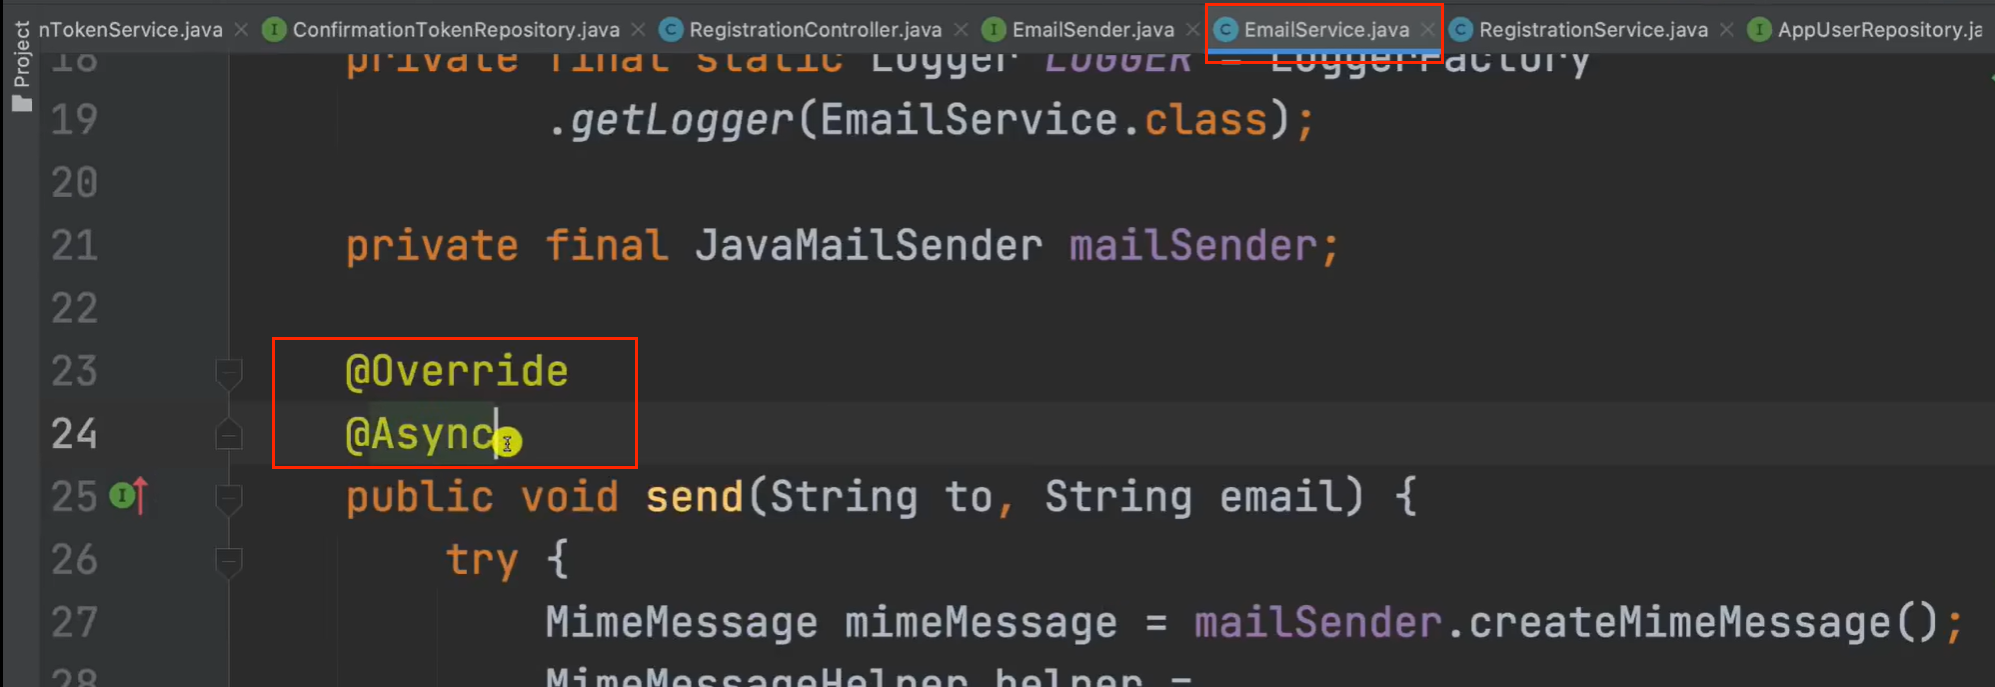 Project
nTokenService.java ConfirmationTokenRepository.java RegistrationController.java EmailSender.java EmailService.java RegistrationService.java AppUserRepository.ja
18 private final static Logger LOGGER = LoggerFactory
19 .getLogger(EmailService.class);
20
21 private final JavaMailSender mailSender;
22
23 @Override
24 @Async
25 public void send(String to, String email) {
26 try {
27 MimeMessage mimeMessage = mailSender.createMimeMessage();
28 MimeMessageHelper helper =